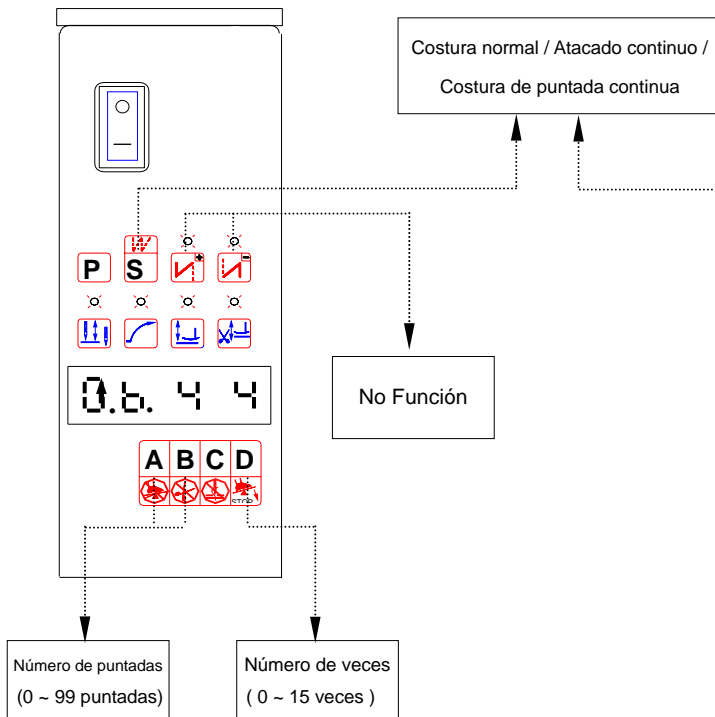 Costura normal / Atacado continuo /
Costura de puntada continua
P S + -
0.b. 4 4
No Función
A B C D
STOP
Número de puntadas
(0 ~ 99 puntadas)
Número de veces
( 0 ~ 15 veces )